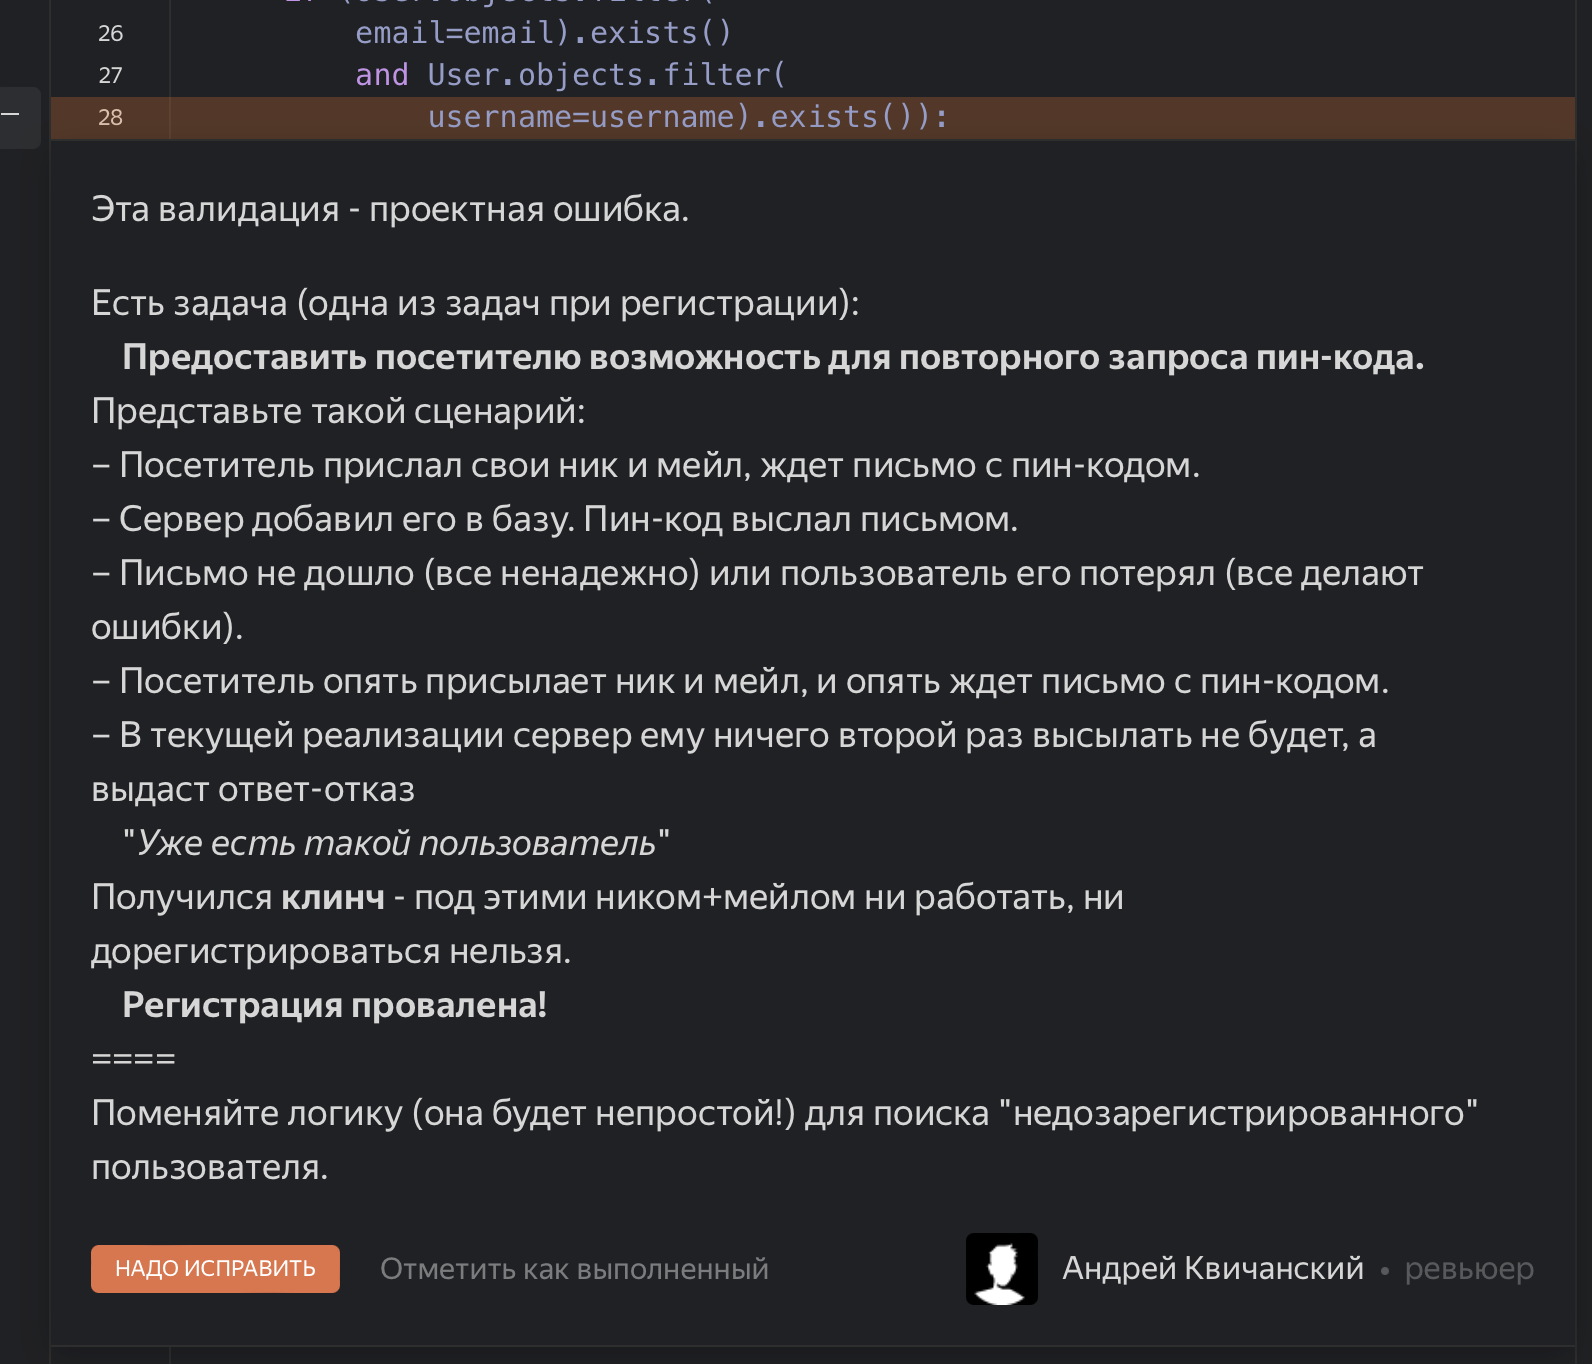 26 email=email).exists()
27 and User.objects.filter(
28 username=username).exists()):
Эта валидация - проектная ошибка.
Есть задача (одна из задач при регистрации):
Предоставить посетителю возможность для повторного запроса пин-кода.
Представьте такой сценарий:
– Посетитель прислал свои ник и мейл, ждет письмо с пин-кодом.
– Сервер добавил его в базу. Пин-код выслал письмом.
– Письмо не дошло (все ненадежно) или пользователь его потерял (все делают
ошибки).
– Посетитель опять присылает ник и мейл, и опять ждет письмо с пин-кодом.
– В текущей реализации сервер ему ничего второй раз высылать не будет, а
выдаст ответ-отказ
"Уже есть такой пользователь"
Получился клинч - под этими ником+мейлом ни работать, ни
дорегистрироваться нельзя.
Регистрация провалена!
====
Поменяйте логику (она будет непростой!) для поиска "недозарегистрированного"
пользователя.
НАДО ИСПРАВИТЬ Отметить как выполненный Андрей Квичанский • ревьюер